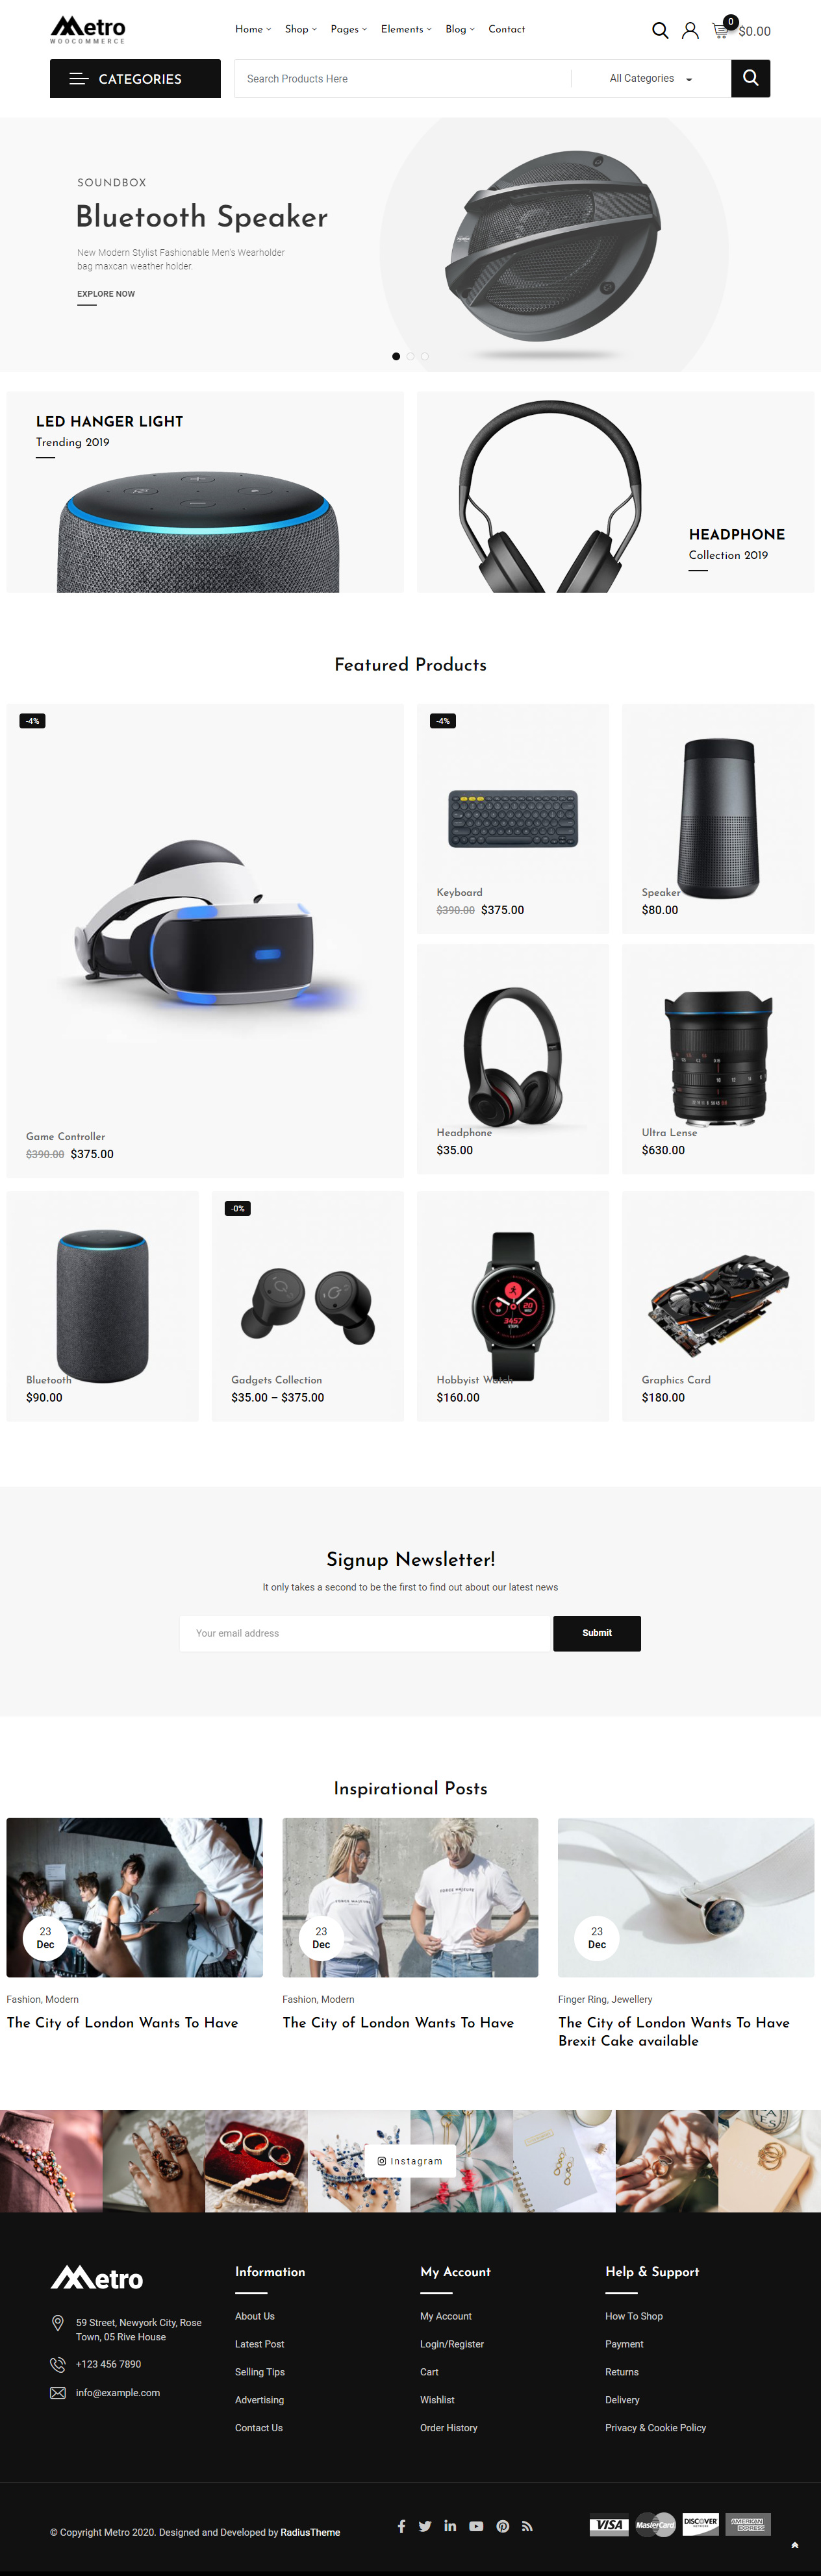 Metro
WOOCOMMERCE
Home Shop Pages Elements Blog Contact
0
$0.00
CATEGORIES
Search Products Here
All Categories
SOUNDBOX
Bluetooth Speaker
New Modern Stylist Fashionable Men's Wearholder
bag maxcan weather holder.
EXPLORE NOW
LED HANGER LIGHT
Trending 2019
HEADPHONE
Collection 2019
Featured Products
-4%
Game Controller
$390.00 $375.00
-4%
Keyboard
$390.00 $375.00
Speaker
$80.00
Headphone
$35.00
Ultra Lense
$630.00
Bluetooth
$90.00
-0%
Gadgets Collection
$35.00 – $375.00
Hobbyist Watch
$160.00
Graphics Card
$180.00
Signup Newsletter!
It only takes a second to be the first to find out about our latest news
Your email address
Submit
Inspirational Posts
23
Dec
Fashion, Modern
The City of London Wants To Have
23
Dec
Fashion, Modern
The City of London Wants To Have
23
Dec
Finger Ring, Jewellery
The City of London Wants To Have
Brexit Cake available
Instagram
Metro
59 Street, Newyork City, Rose
Town, 05 Rive House
+123 456 7890
info@example.com
Information
About Us
Latest Post
Selling Tips
Advertising
Contact Us
My Account
My Account
Login/Register
Cart
Wishlist
Order History
Help & Support
How To Shop
Payment
Returns
Delivery
Privacy & Cookie Policy
© Copyright Metro 2020. Designed and Developed by RadiusTheme
VISA
MasterCard
DISCOVER
AMERICAN
EXPRESS